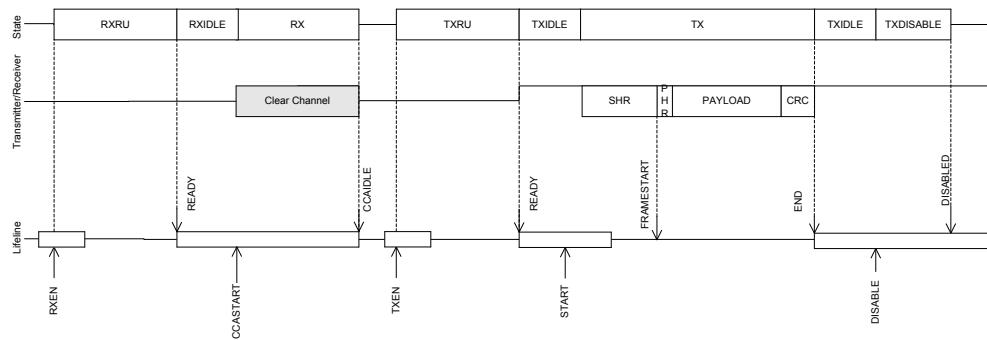 State
RXRU
RXIDLE
RX
TXRU
TXIDLE
TX
TXIDLE
TXDISABLE
Transmitter/Receiver
Clear Channel
SHR
P
H
R
PAYLOAD
CRC
READY
CCAIDLE
READY
FRAMESTART
END
DISABLED
Lifeline
RXEN
CCASTART
TXEN
START
DISABLE